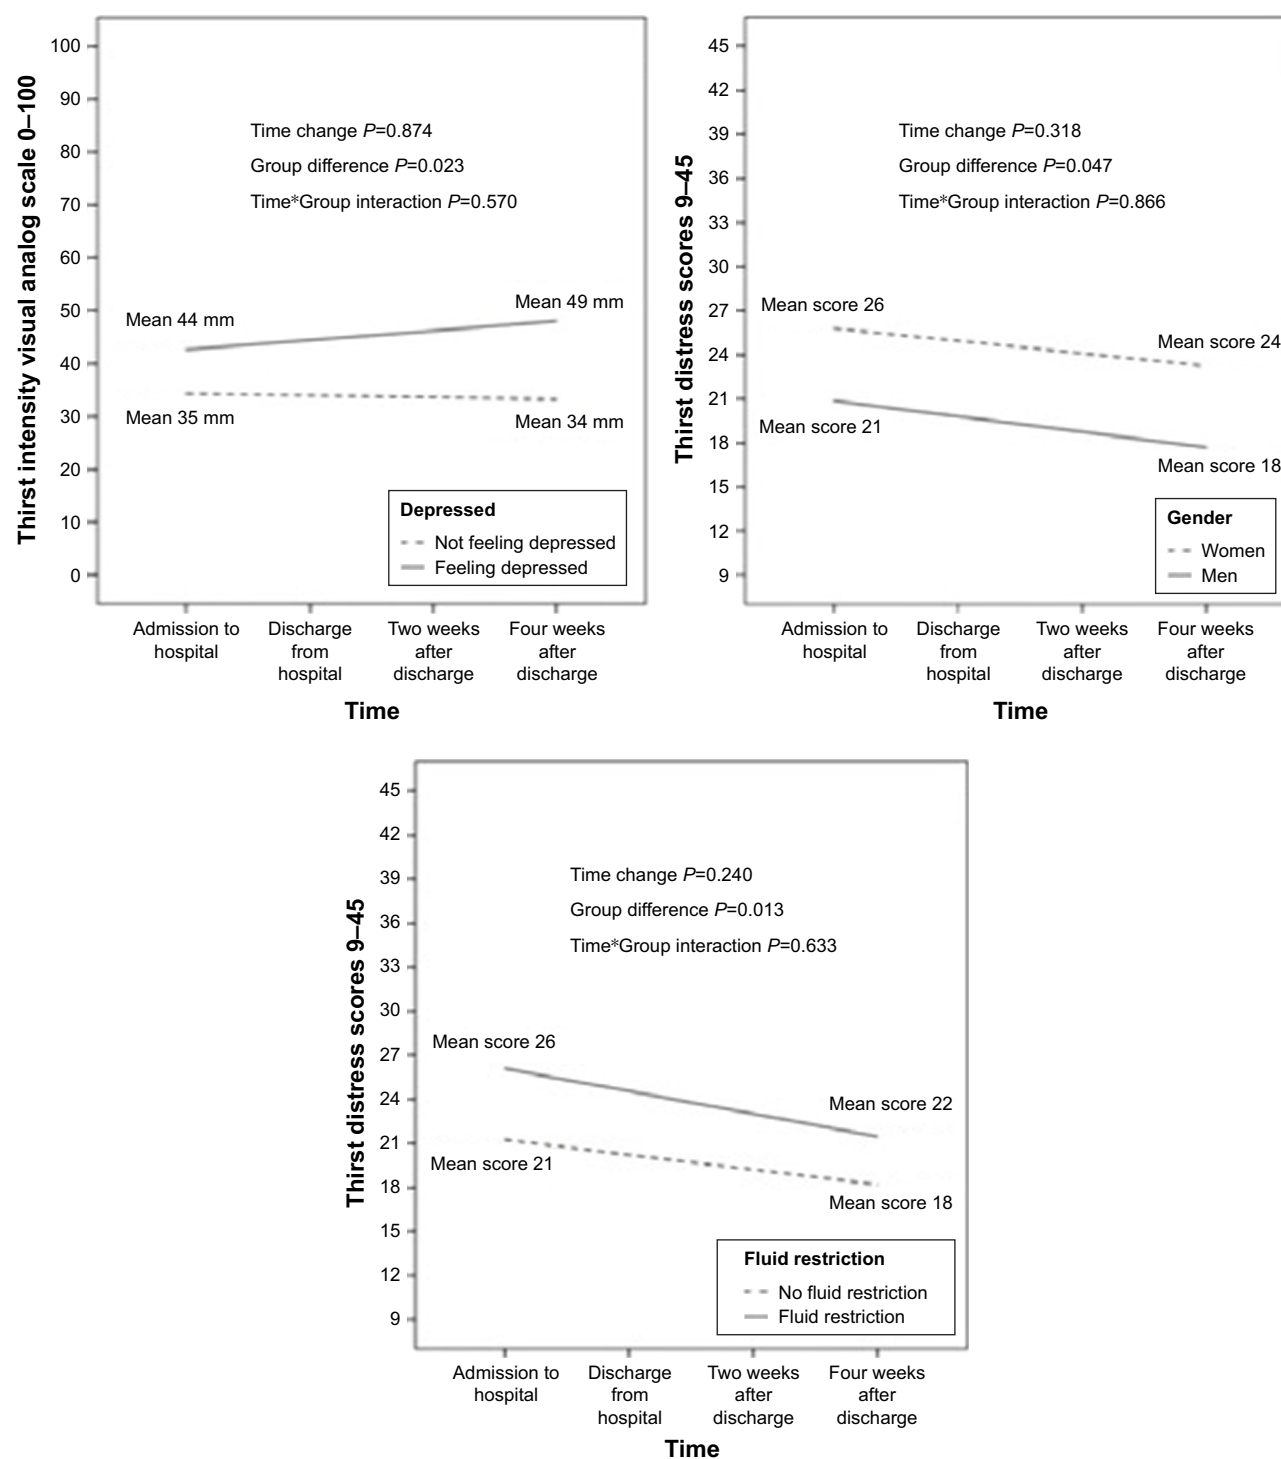 Thirst intensity visual analog scale 0–100
100
90
80
70
60
50
40
30
20
10
0
Time change P=0.874
Group difference P=0.023
Time*Group interaction P=0.570
Mean 44 mm
Mean 49 mm
Mean 35 mm
Mean 34 mm
Depressed
Not feeling depressed
Feeling depressed
Admission to
hospital
Discharge
from
hospital
Two weeks
after
discharge
Four weeks
after
discharge
Time
Thirst distress scores 9–45
45
42
39
36
33
30
27
24
21
18
15
12
9
Time change P=0.318
Group difference P=0.047
Time*Group interaction P=0.866
Mean score 26
Mean score 24
Mean score 21
Mean score 18
Gender
Women
Men
Admission to
hospital
Discharge
from
hospital
Two weeks
after
discharge
Four weeks
after
discharge
Time
Thirst distress scores 9–45
45
42
39
36
33
30
27
24
21
18
15
12
9
Time change P=0.240
Group difference P=0.013
Time*Group interaction P=0.633
Mean score 26
Mean score 22
Mean score 21
Mean score 18
Fluid restriction
No fluid restriction
Fluid restriction
Admission to
hospital
Discharge
from
hospital
Two weeks
after
discharge
Four weeks
after
discharge
Time